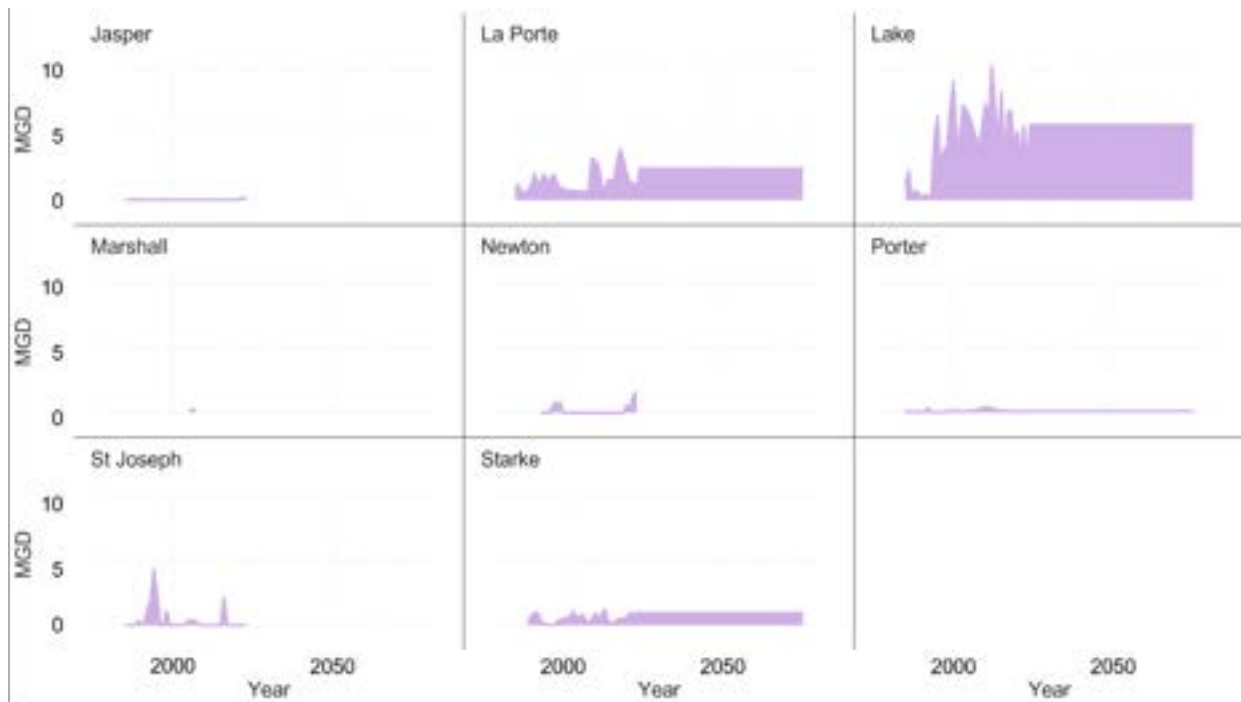 Jasper
La Porte
Lake
10
5
0
MGD
Marshall
Newton
Porter
10
5
0
MGD
St Joseph
Starke
10
5
0
MGD
2000 2050
Year
2000 2050
Year
2000 2050
Year